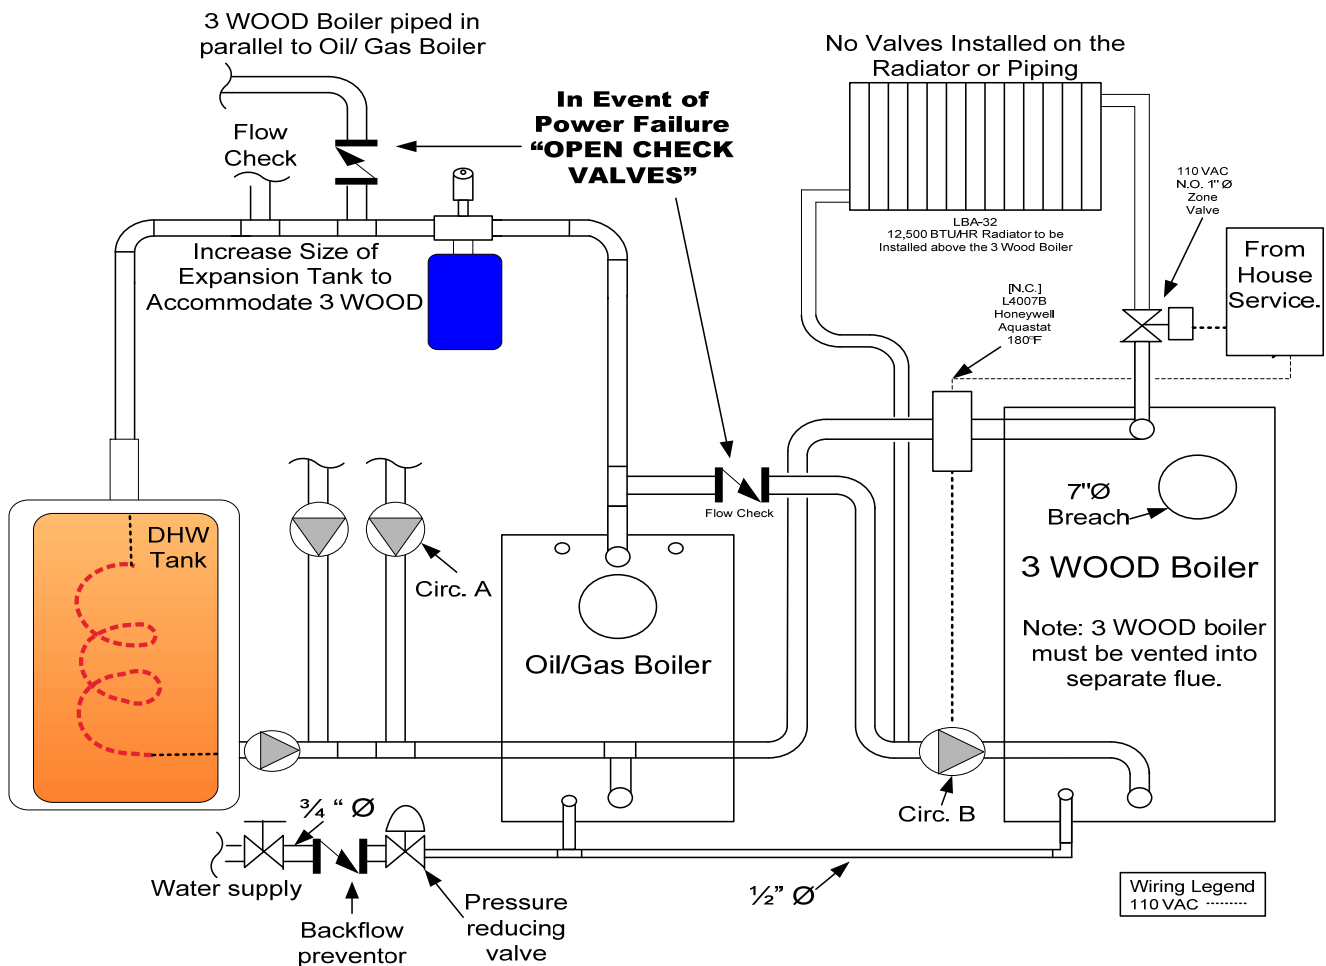 3 WOOD Boiler piped in
parallel to Oil/ Gas Boiler
Flow
Check
In Event of
Power Failure
“OPEN CHECK
VALVES”
No Valves Installed on the
Radiator or Piping
LBA-32
12,500 BTU/HR Radiator to be
Installed above the 3 Wood Boiler
110 VAC
N.O. 1" Ø
Zone
Valve
From
House
Service.
Increase Size of
Expansion Tank to
Accommodate 3 WOOD
[N.C.]
L4007B
Honeywell
Aquastat
180°F
Flow Check
7"Ø
Breach
DHW
Tank
Circ. A
Oil/Gas Boiler
3 WOOD Boiler
Note: 3 WOOD boiler
must be vented into
separate flue.
Circ. B
¾ “ Ø
Water supply
Backflow
preventor
Pressure
reducing
valve
½” Ø
Wiring Legend
110 VAC